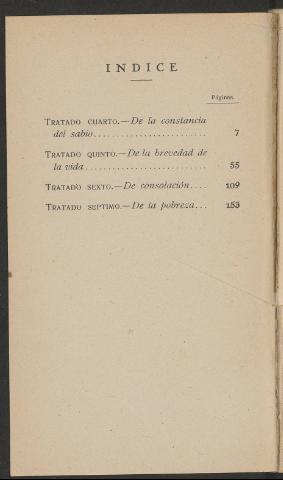 INDICE
Páginas.
TRATADO CUARTO.—De la constancia
del sabio......................... 7
TRATADO QUINTO.—De la brevedad de
la vida........................... 55
TRATADO SEXTO.—De consolación.... 109
TRATADO SEPTIMO.—De la pobreza... 153